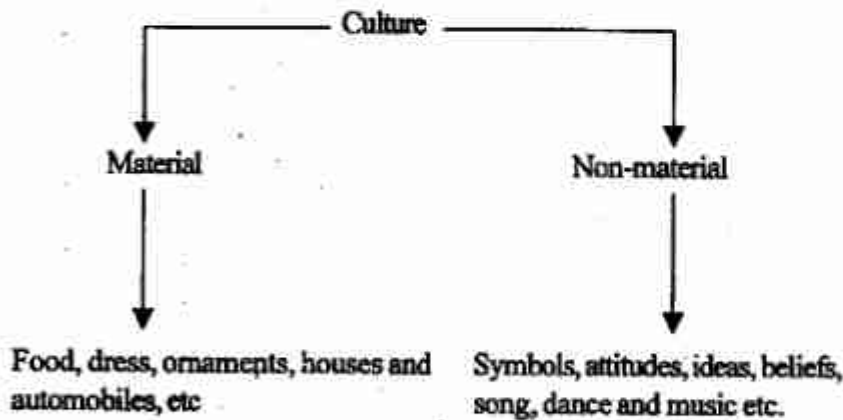 Culture
Material
Non-material
Food, dress, ornaments, houses and
automobiles, etc
Symbols, attitudes, ideas, beliefs,
song, dance and music etc.